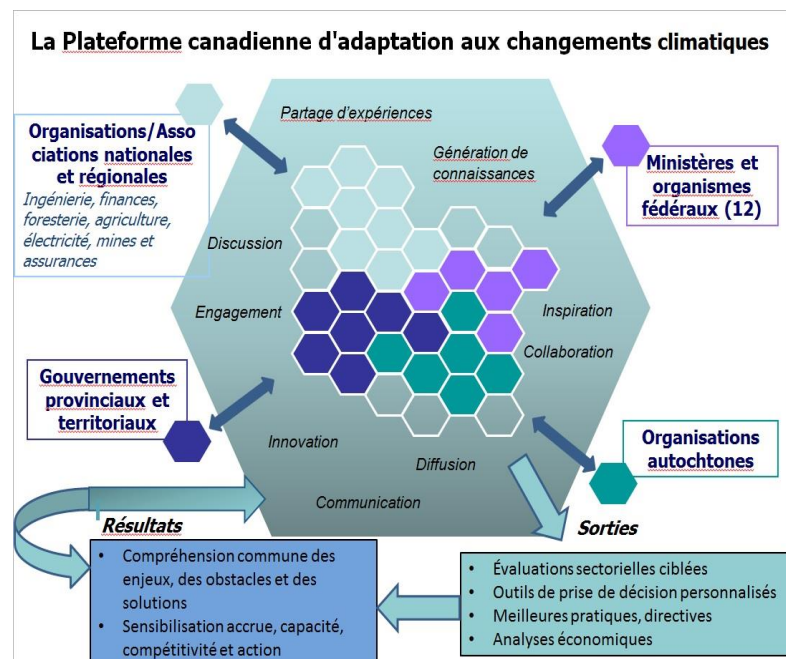 La Plateforme canadienne d'adaptation aux changements climatiques
Partage d'expériences
Génération de
connaissances
Organisations/Asso
ciations nationales
et régionales
Ingénierie, finances,
foresterie, agriculture,
électricité, mines et
assurances
Ministères et
organismes
fédéraux (12)
Discussion
Engagement
Inspiration
Collaboration
Gouvernements
provinciaux et
territoriaux
Innovation
Diffusion
Communication
Organisations
autochtones
Résultats
Sorties
• Compréhension commune des
enjeux, des obstacles et des
solutions
• Sensibilisation accrue, capacité,
compétitivité et action
• Évaluations sectorielles ciblées
• Outils de prise de décision personnalisés
• Meilleures pratiques, directives
• Analyses économiques